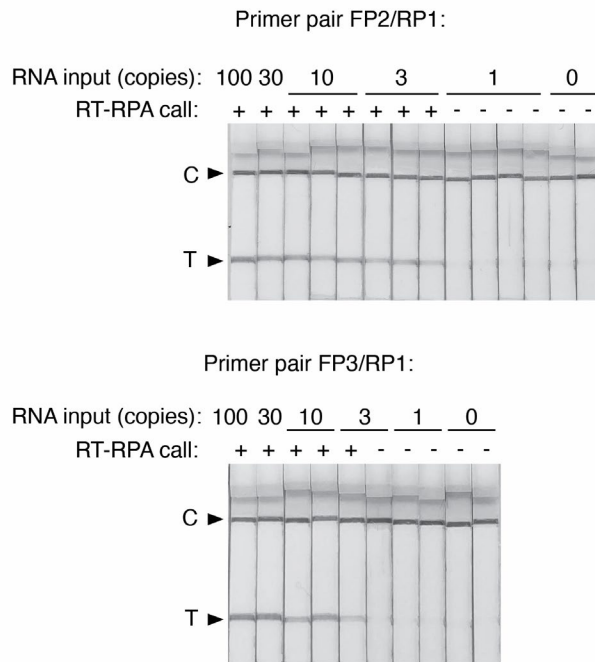 Primer pair FP2/RP1:
RNA input (copies): 100 30 10 3 1 0
RT-RPA call: + + + + + + + + - - - - - -
C
T
Primer pair FP3/RP1:
RNA input (copies): 100 30 10 3 1 0
RT-RPA call: + + + + + - - - - -
C
T